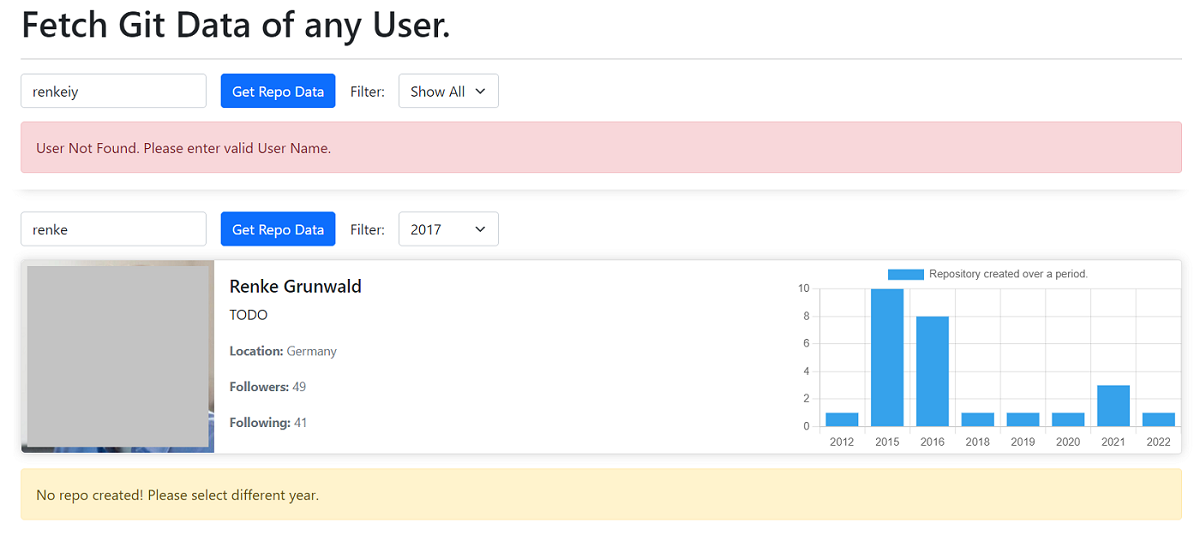 Fetch Git Data of any User.
renkeiy Get Repo Data Filter: Show All
User Not Found. Please enter valid User Name.
renke Get Repo Data Filter: 2017
Renke Grunwald
TODO
Location: Germany
Followers: 49
Following: 41
Repository created over a period.
10
8
6
4
2
0
2012 2015 2016 2018 2019 2020 2021 2022
No repo created! Please select different year.